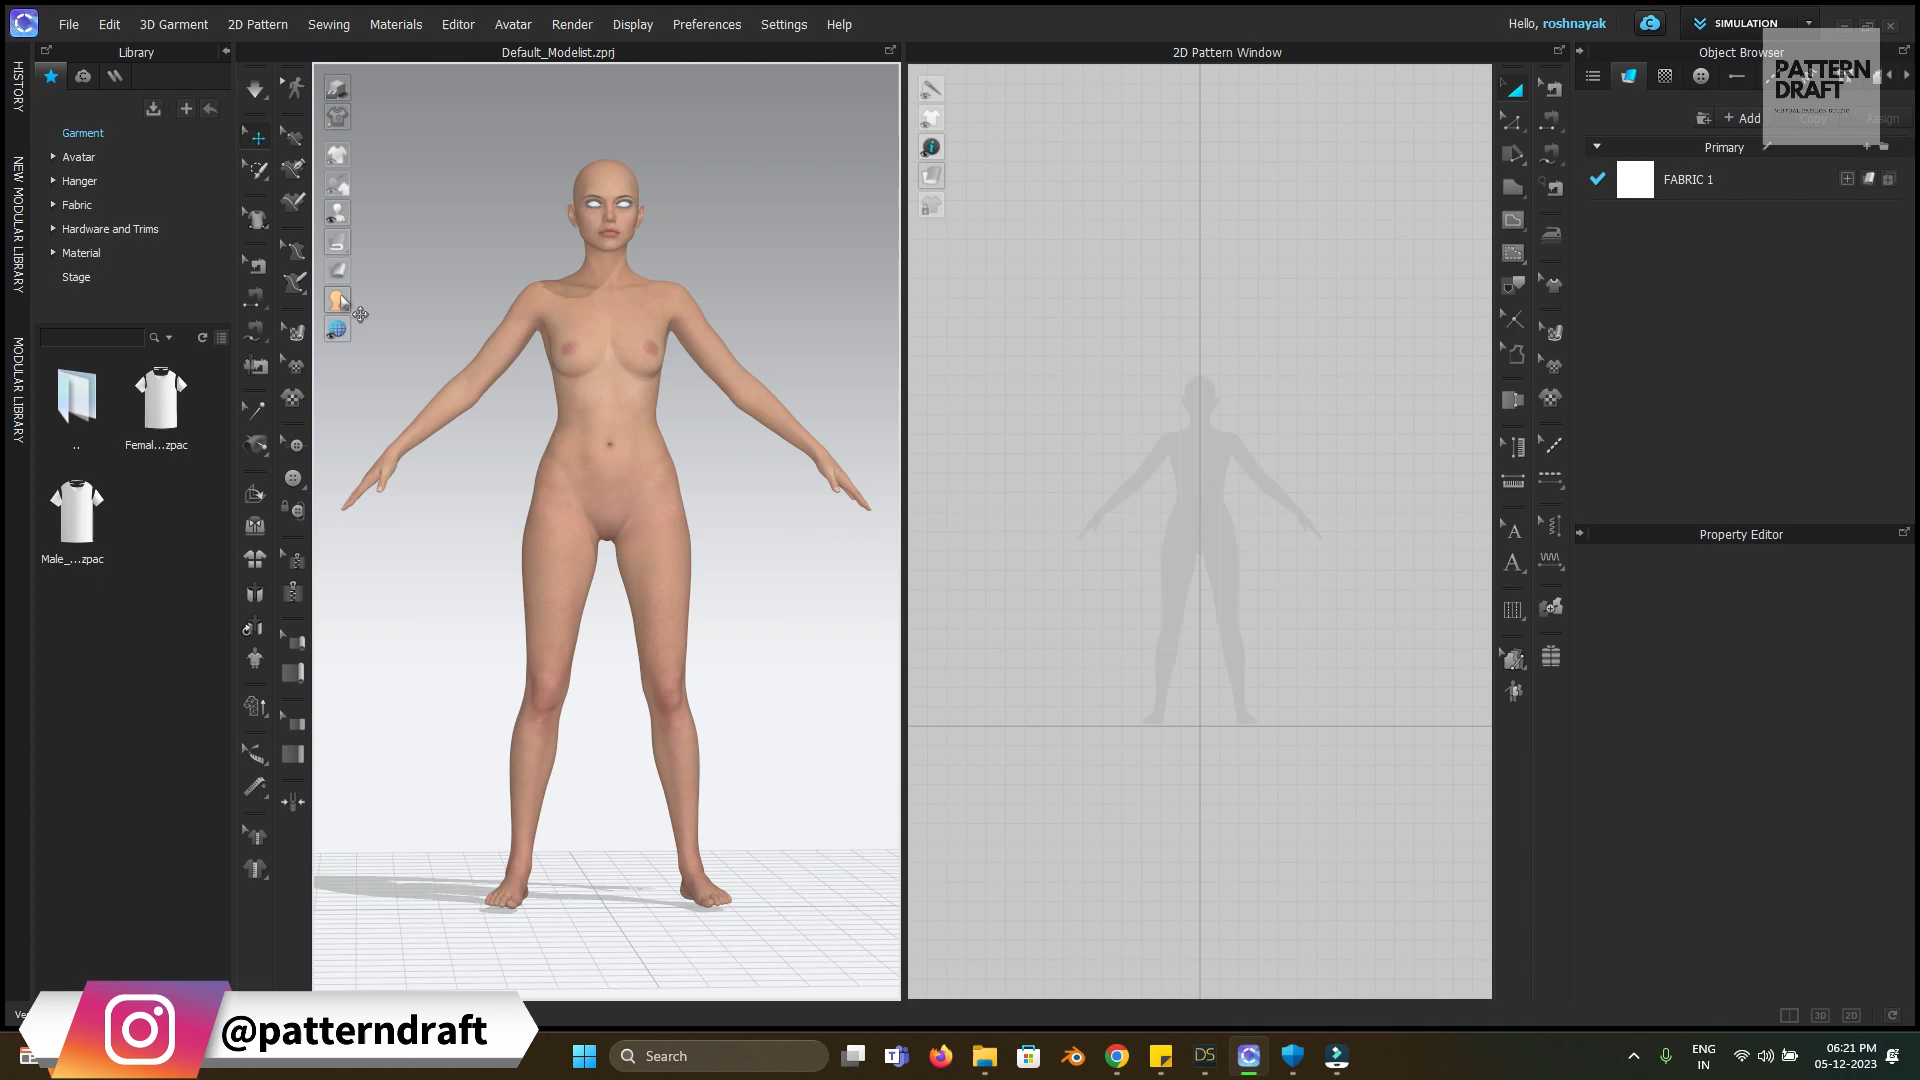 File Edit 3D Garment 2D Pattern Sewing Materials Editor Avatar Render Display Preferences Settings Help
Hello, roshnayak
SIMULATION
Library
Default_Modelist.zprj
2D Pattern Window
Object Browser
PATTERN
DRAFT
+ Add
Copy
Assign
HISTORY
NEW MODULAR LIBRARY
MODULAR LIBRARY
Garment
Avatar
Hanger
Fabric
Hardware and Trims
Material
Stage
..
Femal...zpac
Male_...zpac
Primary
FABRIC 1
Property Editor
3D
2D
@patterndraft
Search
DS
ENG
IN
06:21 PM
05-12-2023